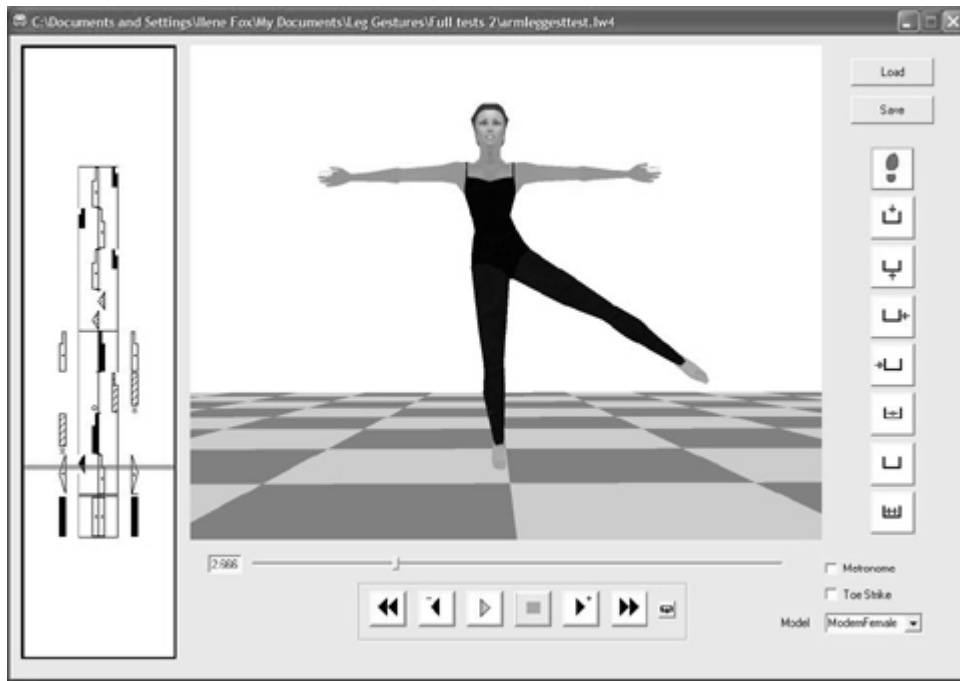 C:\Documents and Settings\Ilene Fox\My Documents\Leg Gestures\Full tests 2\armleggesttest.lw4
Load
Save
2.666
Metronome
Toe Strike
Model
ModernFemale